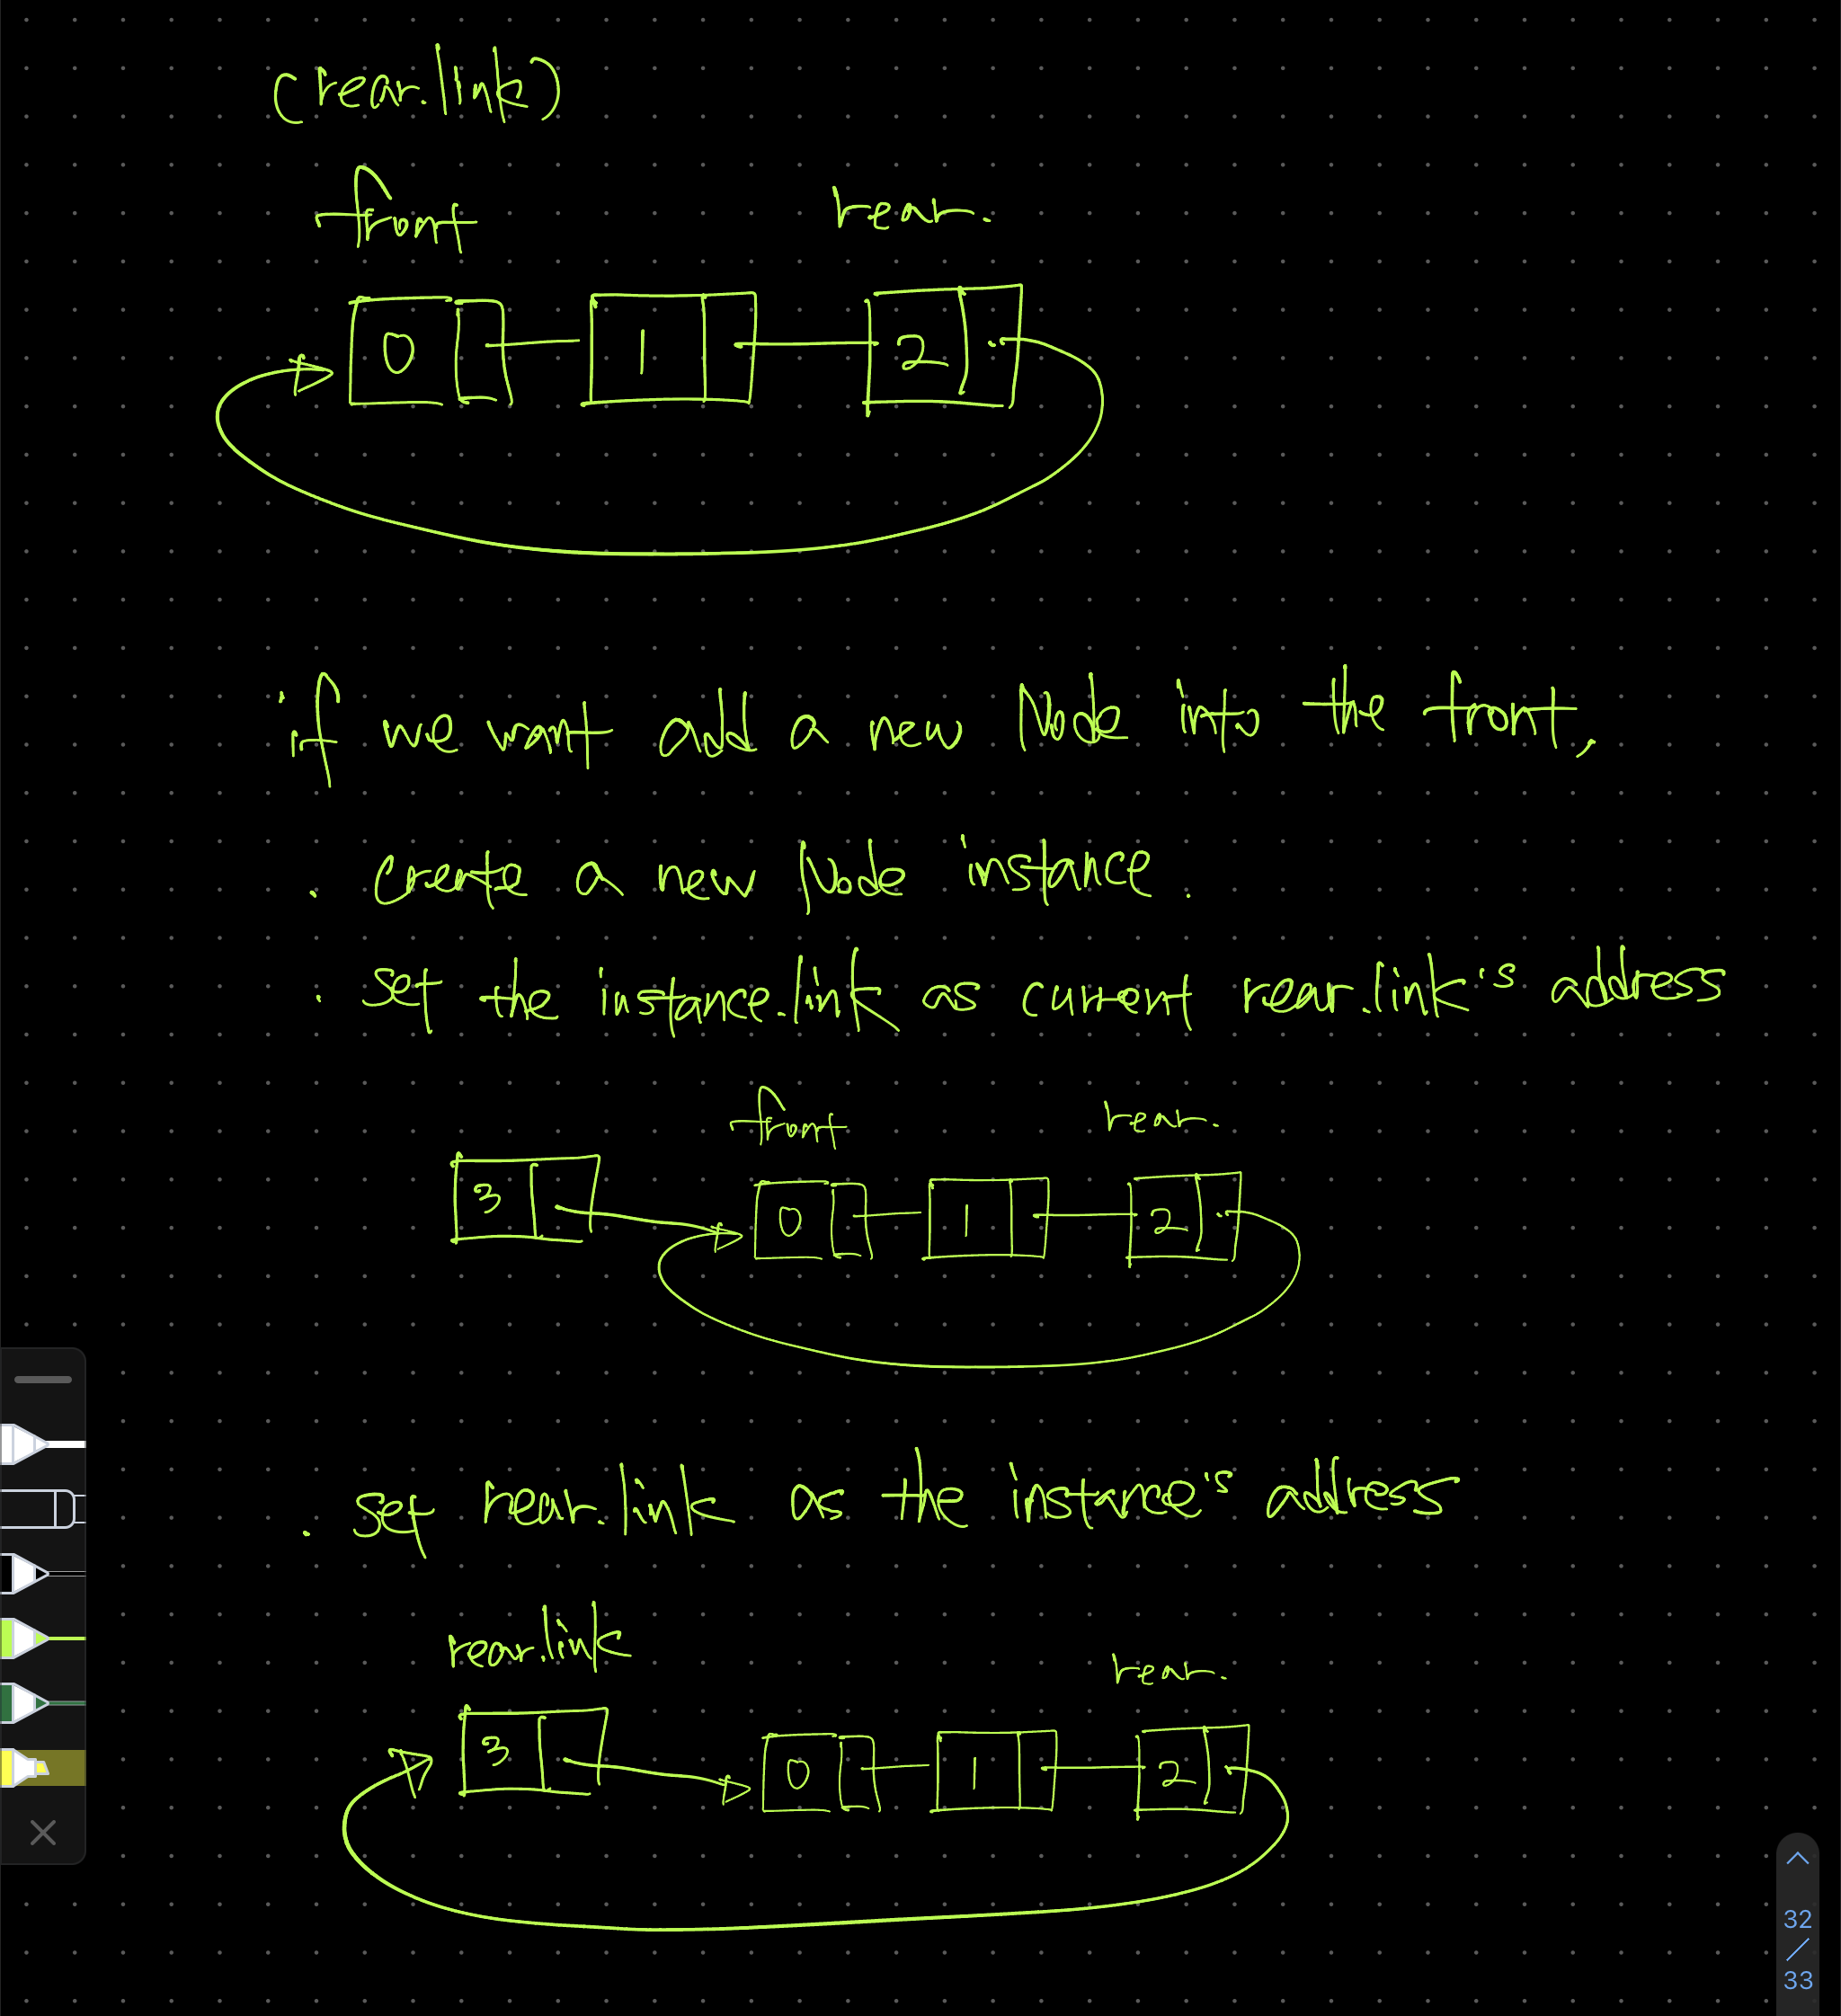 (rear.link)
front rear.
0 1 2
if we want add a new Node into the front,
. create a new Node instance.
. set the instance.link as current rear.link's address
front rear.
3 0 1 2
. set rear.link as the instance's address
rear.link rear.
3 0 1 2
32
/
33